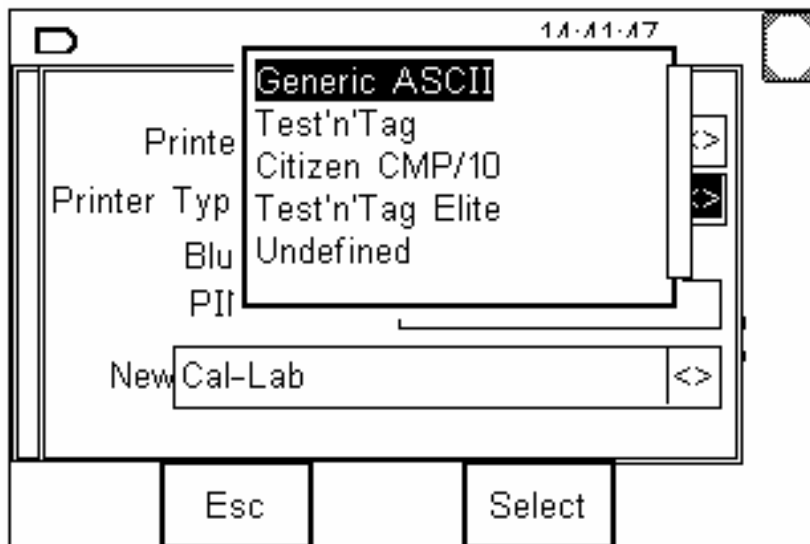 14:41:47
Generic ASCII
Printe
Test'n'Tag
<>
Citizen CMP/10
Printer Typ
Test'n'Tag Elite
<>
Blu
Undefined
PI
New
Cal-Lab
<>
Esc
Select